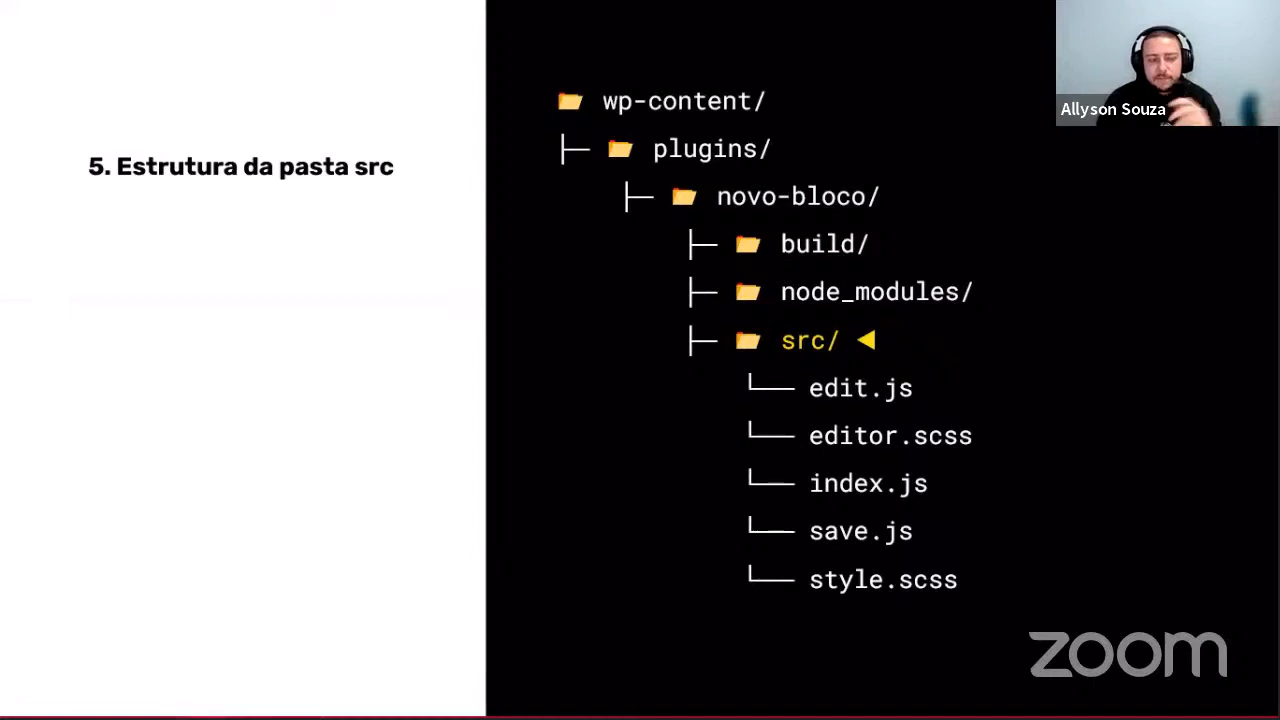 5. Estrutura da pasta src
wp-content/
plugins/
novo-bloco/
build/
node_modules/
src/
edit.js
editor.scss
index.js
save.js
style.scss
Allyson Souza
zoom